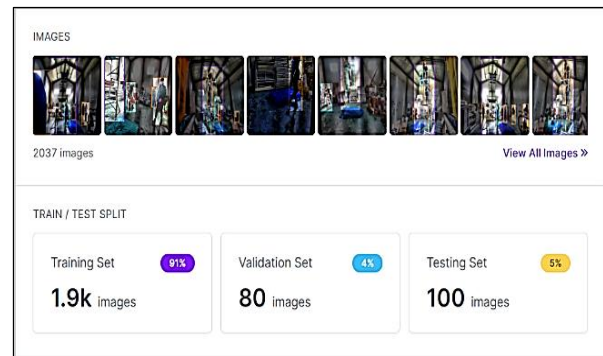 IMAGES
2037 images View All Images »
TRAIN / TEST SPLIT
Training Set 91% Validation Set 4% Testing Set 5%
1.9k images 80 images 100 images